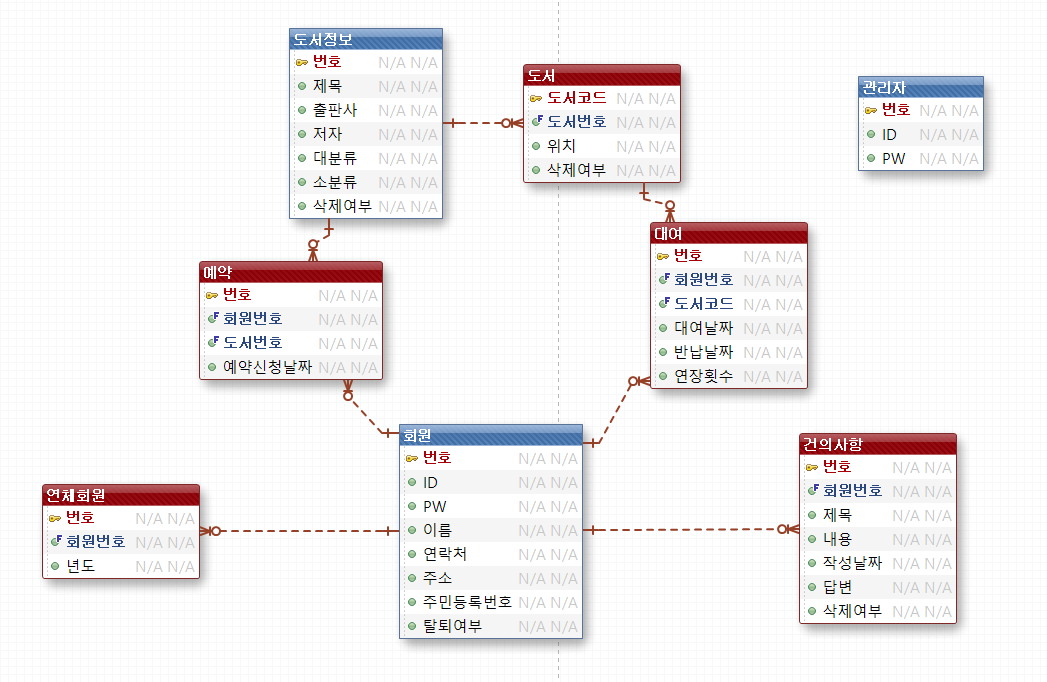 도서정보
번호 N/A N/A
제목 N/A N/A
출판사 N/A N/A
저자 N/A N/A
대분류 N/A N/A
소분류 N/A N/A
삭제여부 N/A N/A
도서
도서코드 N/A N/A
도서번호 N/A N/A
위치 N/A N/A
삭제여부 N/A N/A
관리자
번호 N/A N/A
ID N/A N/A
PW N/A N/A
예약
번호 N/A N/A
회원번호 N/A N/A
도서번호 N/A N/A
예약신청날짜 N/A N/A
대여
번호 N/A N/A
회원번호 N/A N/A
도서코드 N/A N/A
대여날짜 N/A N/A
반납날짜 N/A N/A
연장횟수 N/A N/A
회원
번호 N/A N/A
ID N/A N/A
PW N/A N/A
이름 N/A N/A
연락처 N/A N/A
주소 N/A N/A
주민등록번호 N/A N/A
탈퇴여부 N/A N/A
연체회원
번호 N/A N/A
회원번호 N/A N/A
년도 N/A N/A
건의사항
번호 N/A N/A
회원번호 N/A N/A
제목 N/A N/A
내용 N/A N/A
작성날짜 N/A N/A
답변 N/A N/A
삭제여부 N/A N/A